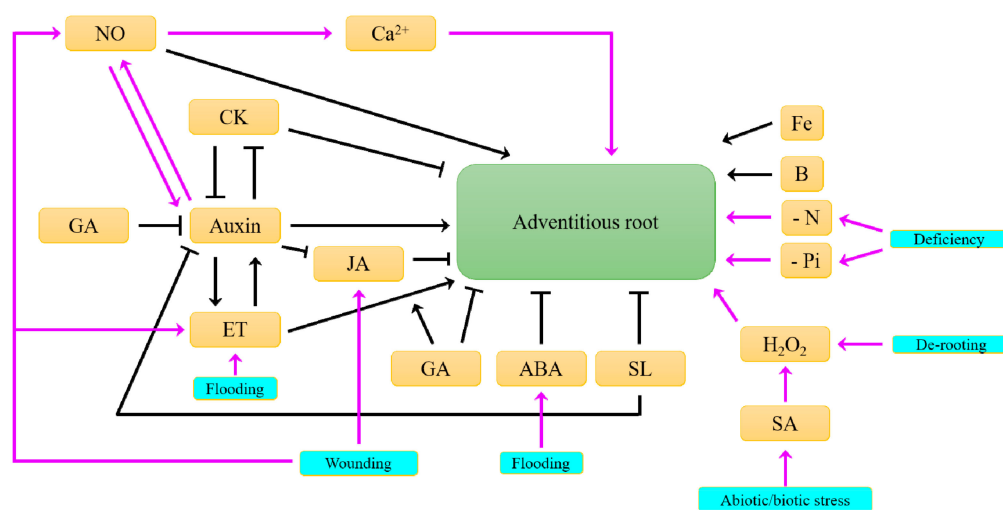 NO
Ca²⁺
CK
Fe
B
GA
Auxin
Adventitious root
- N
Deficiency
JA
- Pi
ET
H₂O₂
De-rooting
Flooding
GA
ABA
SL
SA
Wounding
Flooding
Abiotic/biotic stress